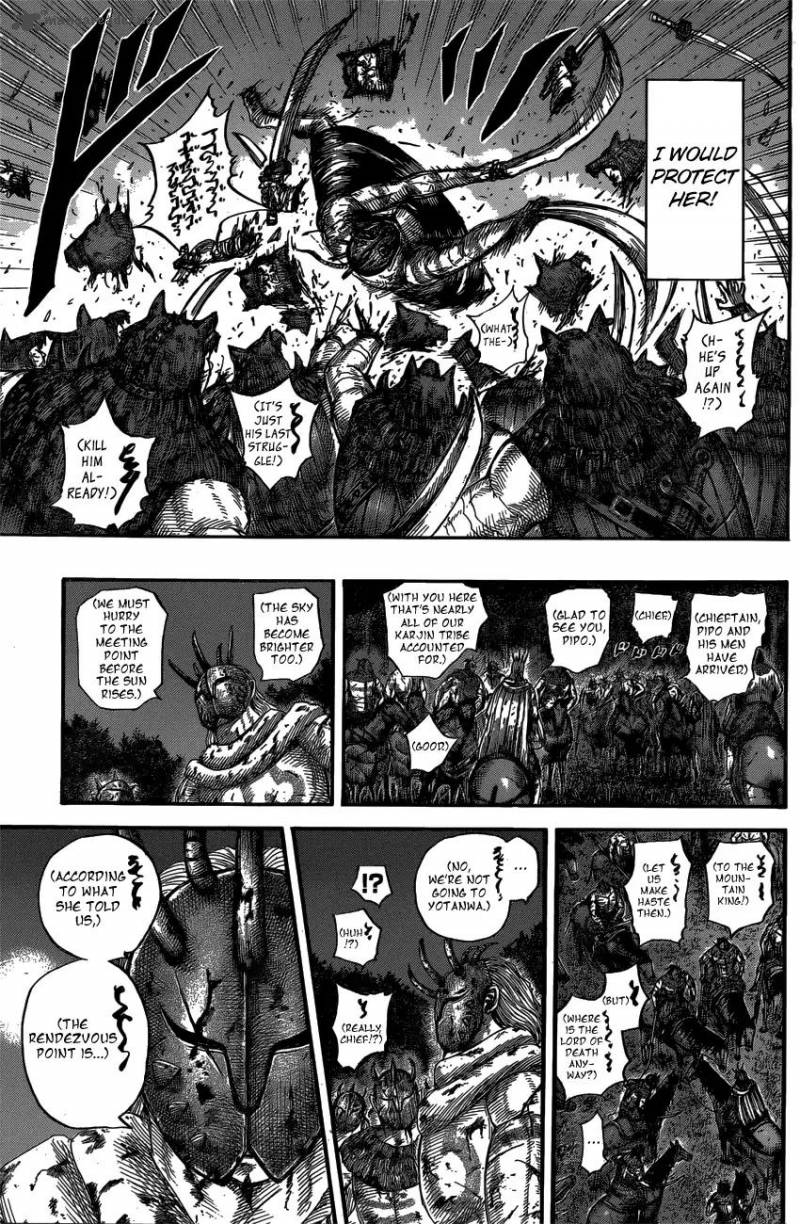 I WOULD
PROTECT
HER!
(H-
HE'S
UP
AGAIN
!?)
(WHAT
THE-)
(IT'S
JUST
HIS LAST
STRUG-
GLE!)
(KILL
HIM
AL-
READY!)
(CHIEFTAIN,
PIPO AND
HIS MEN
HAVE
ARRIVED)
(CHIEF)
(GLAD TO
SEE YOU,
PIPO.)
(WITH YOU HERE
THAT'S NEARLY
ALL OF OUR
KARJIN TRIBE
ACCOUNTED
FOR.)
(GOOD)
(THE SKY
HAS
BECOME
BRIGHTER
TOO.)
(WE MUST
HURRY
TO THE
MEETING
POINT
BEFORE
THE SUN
RISES.)
(TO THE
MOUN-
TAIN
KING!)
(LET
US
MAKE
HASTE
THEN.)
(BUT)
(WHERE
IS THE
LORD OF
DEATH
ANY-
WAY?)
...
...
(NO,
WE'RE NOT
GOING TO
YOTANWA.)
!?
(HUH
!?)
(REALLY,
CHIEF!?)
(ACCORDING
TO WHAT
SHE TOLD
US,)
(THE
RENDEZVOUS
POINT IS...)